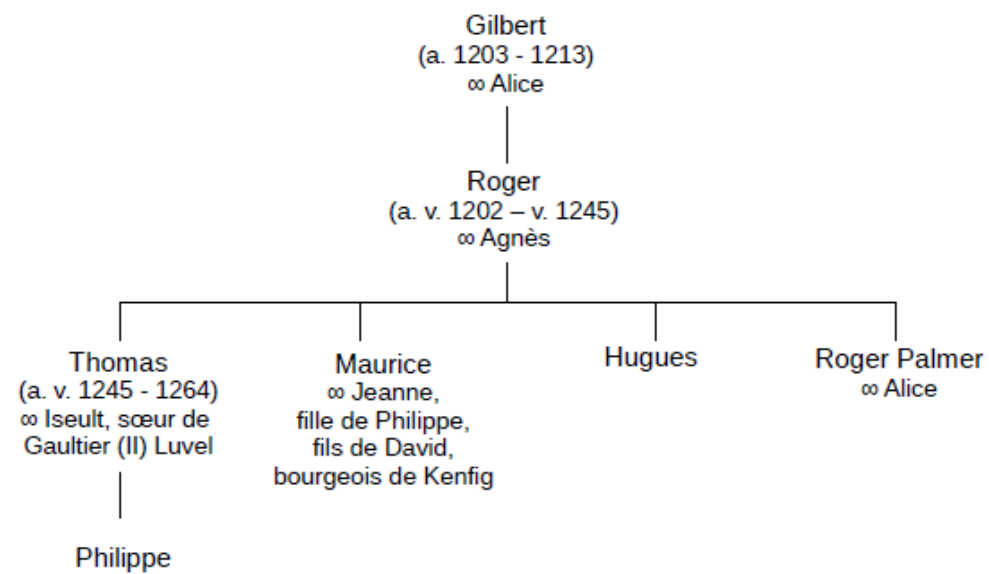 Gilbert
(a. 1203 - 1213)
∞ Alice
Roger
(a. v. 1202 – v. 1245)
∞ Agnès
Thomas
(a. v. 1245 - 1264)
∞ Iseult, sœur de
Gaultier (II) Luvel
Maurice
∞ Jeanne,
fille de Philippe,
fils de David,
bourgeois de Kenfig
Hugues
Roger Palmer
∞ Alice
Philippe